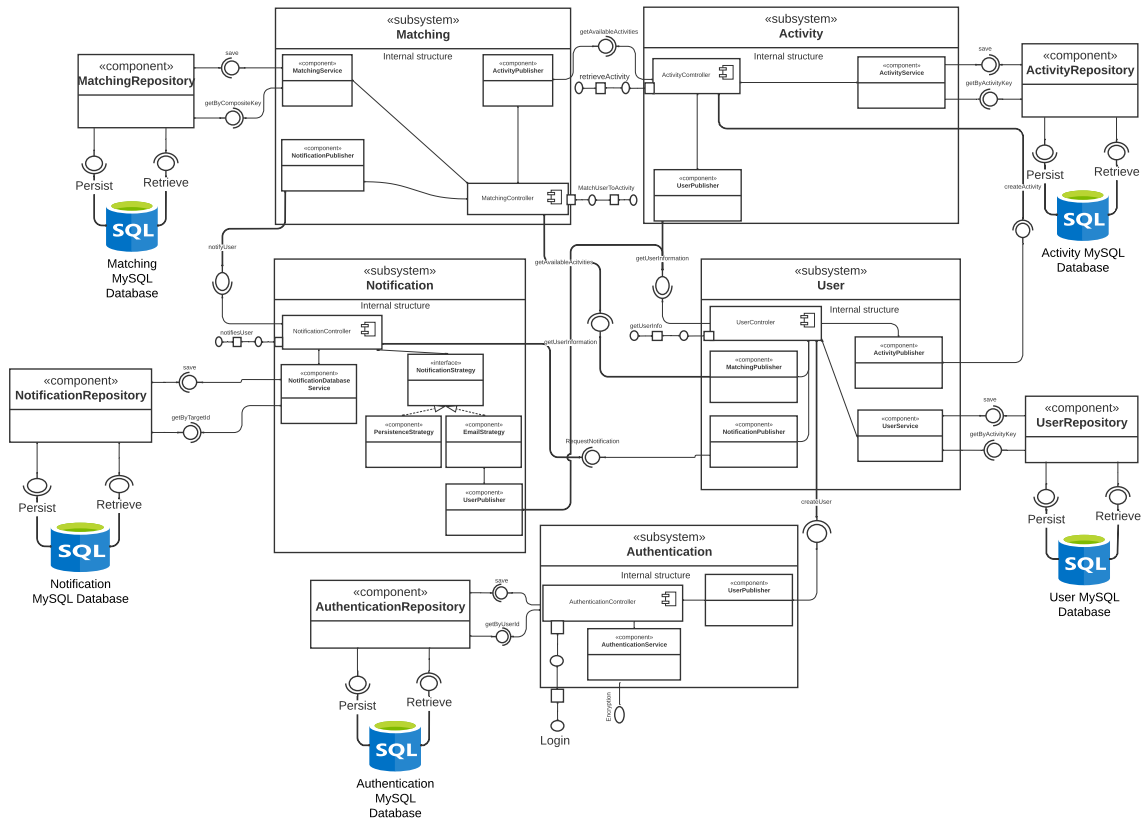 «subsystem»
Matching
Internal structure
«component»
MatchingService
«component»
ActivityPublisher
«component»
NotificationPublisher
MatchingController
«component»
MatchingRepository
save
getByCompositeKey
Persist
Retrieve
SQL
Matching
MySQL
Database
getAvailableActivities
retrieveActivity
MatchUserToActivity
«subsystem»
Activity
Internal structure
ActivityController
«component»
ActivityService
«component»
UserPublisher
save
getByActivityKey
«component»
ActivityRepository
Persist
Retrieve
SQL
Activity MySQL
Database
createActivity
notifyUser
getAvailableActivities
getUserInformation
«subsystem»
Notification
Internal structure
NotificationController
notifiesUser
«component»
NotificationDatabase
Service
«interface»
NotificationStrategy
«component»
PersistenceStrategy
«component»
EmailStrategy
«component»
UserPublisher
«component»
NotificationRepository
save
getByTargetId
Persist
Retrieve
SQL
Notification
MySQL Database
getUserInformation
RequestNotification
«subsystem»
User
Internal structure
UserControler
getUserInfo
«component»
MatchingPublisher
«component»
ActivityPublisher
«component»
NotificationPublisher
«component»
UserService
save
getByActivityKey
«component»
UserRepository
Persist
Retrieve
SQL
User MySQL
Database
createUser
«subsystem»
Authentication
Internal structure
AuthenticationController
«component»
UserPublisher
«component»
AuthenticationService
Encryption
Login
«component»
AuthenticationRepository
save
getByUserId
Persist
Retrieve
SQL
Authentication
MySQL
Database